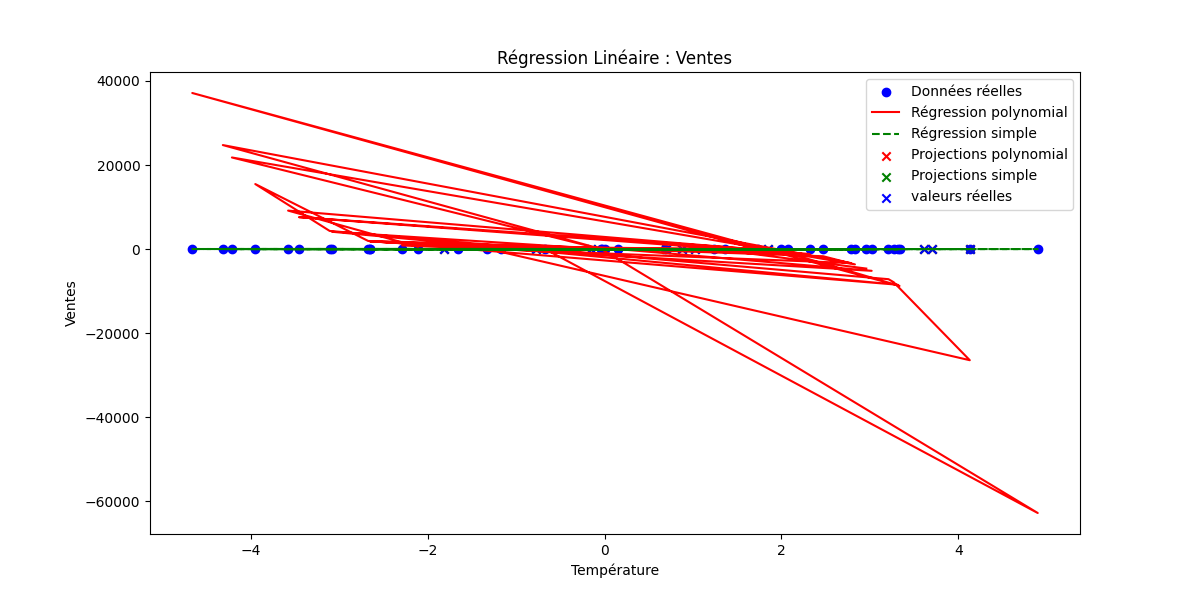 Régression Linéaire : Ventes
40000
20000
0
−20000
−40000
−60000
Ventes
−4
−2
0
2
4
Température
Données réelles
Régression polynomial
Régression simple
Projections polynomial
Projections simple
valeurs réelles